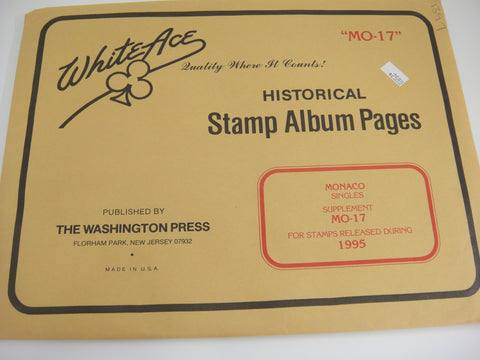 White Ace
"MO-17"
Quality Where It Counts!
HISTORICAL
Stamp Album Pages
MONACO
SINGLES
SUPPLEMENT
MO-17
FOR STAMPS RELEASED DURING
1995
PUBLISHED BY
THE WASHINGTON PRESS
FLORHAM PARK, NEW JERSEY 07932
MADE IN U.S.A.